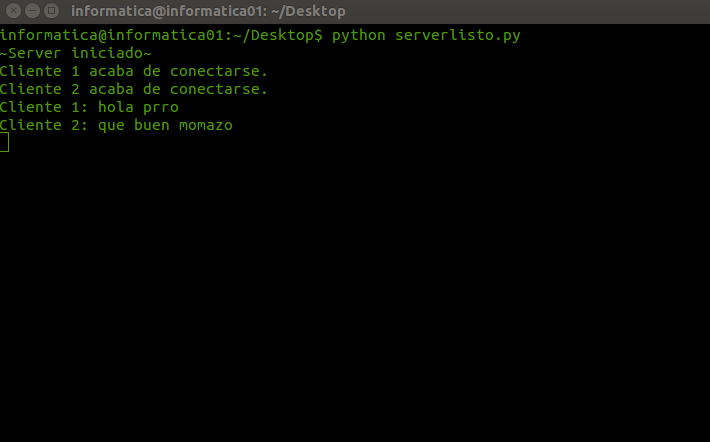 informatica@informatica01: ~/Desktop
informatica@informatica01:~/Desktop$ python serverlisto.py
~Server iniciado~
Cliente 1 acaba de conectarse.
Cliente 2 acaba de conectarse.
Cliente 1: hola prro
Cliente 2: que buen momazo